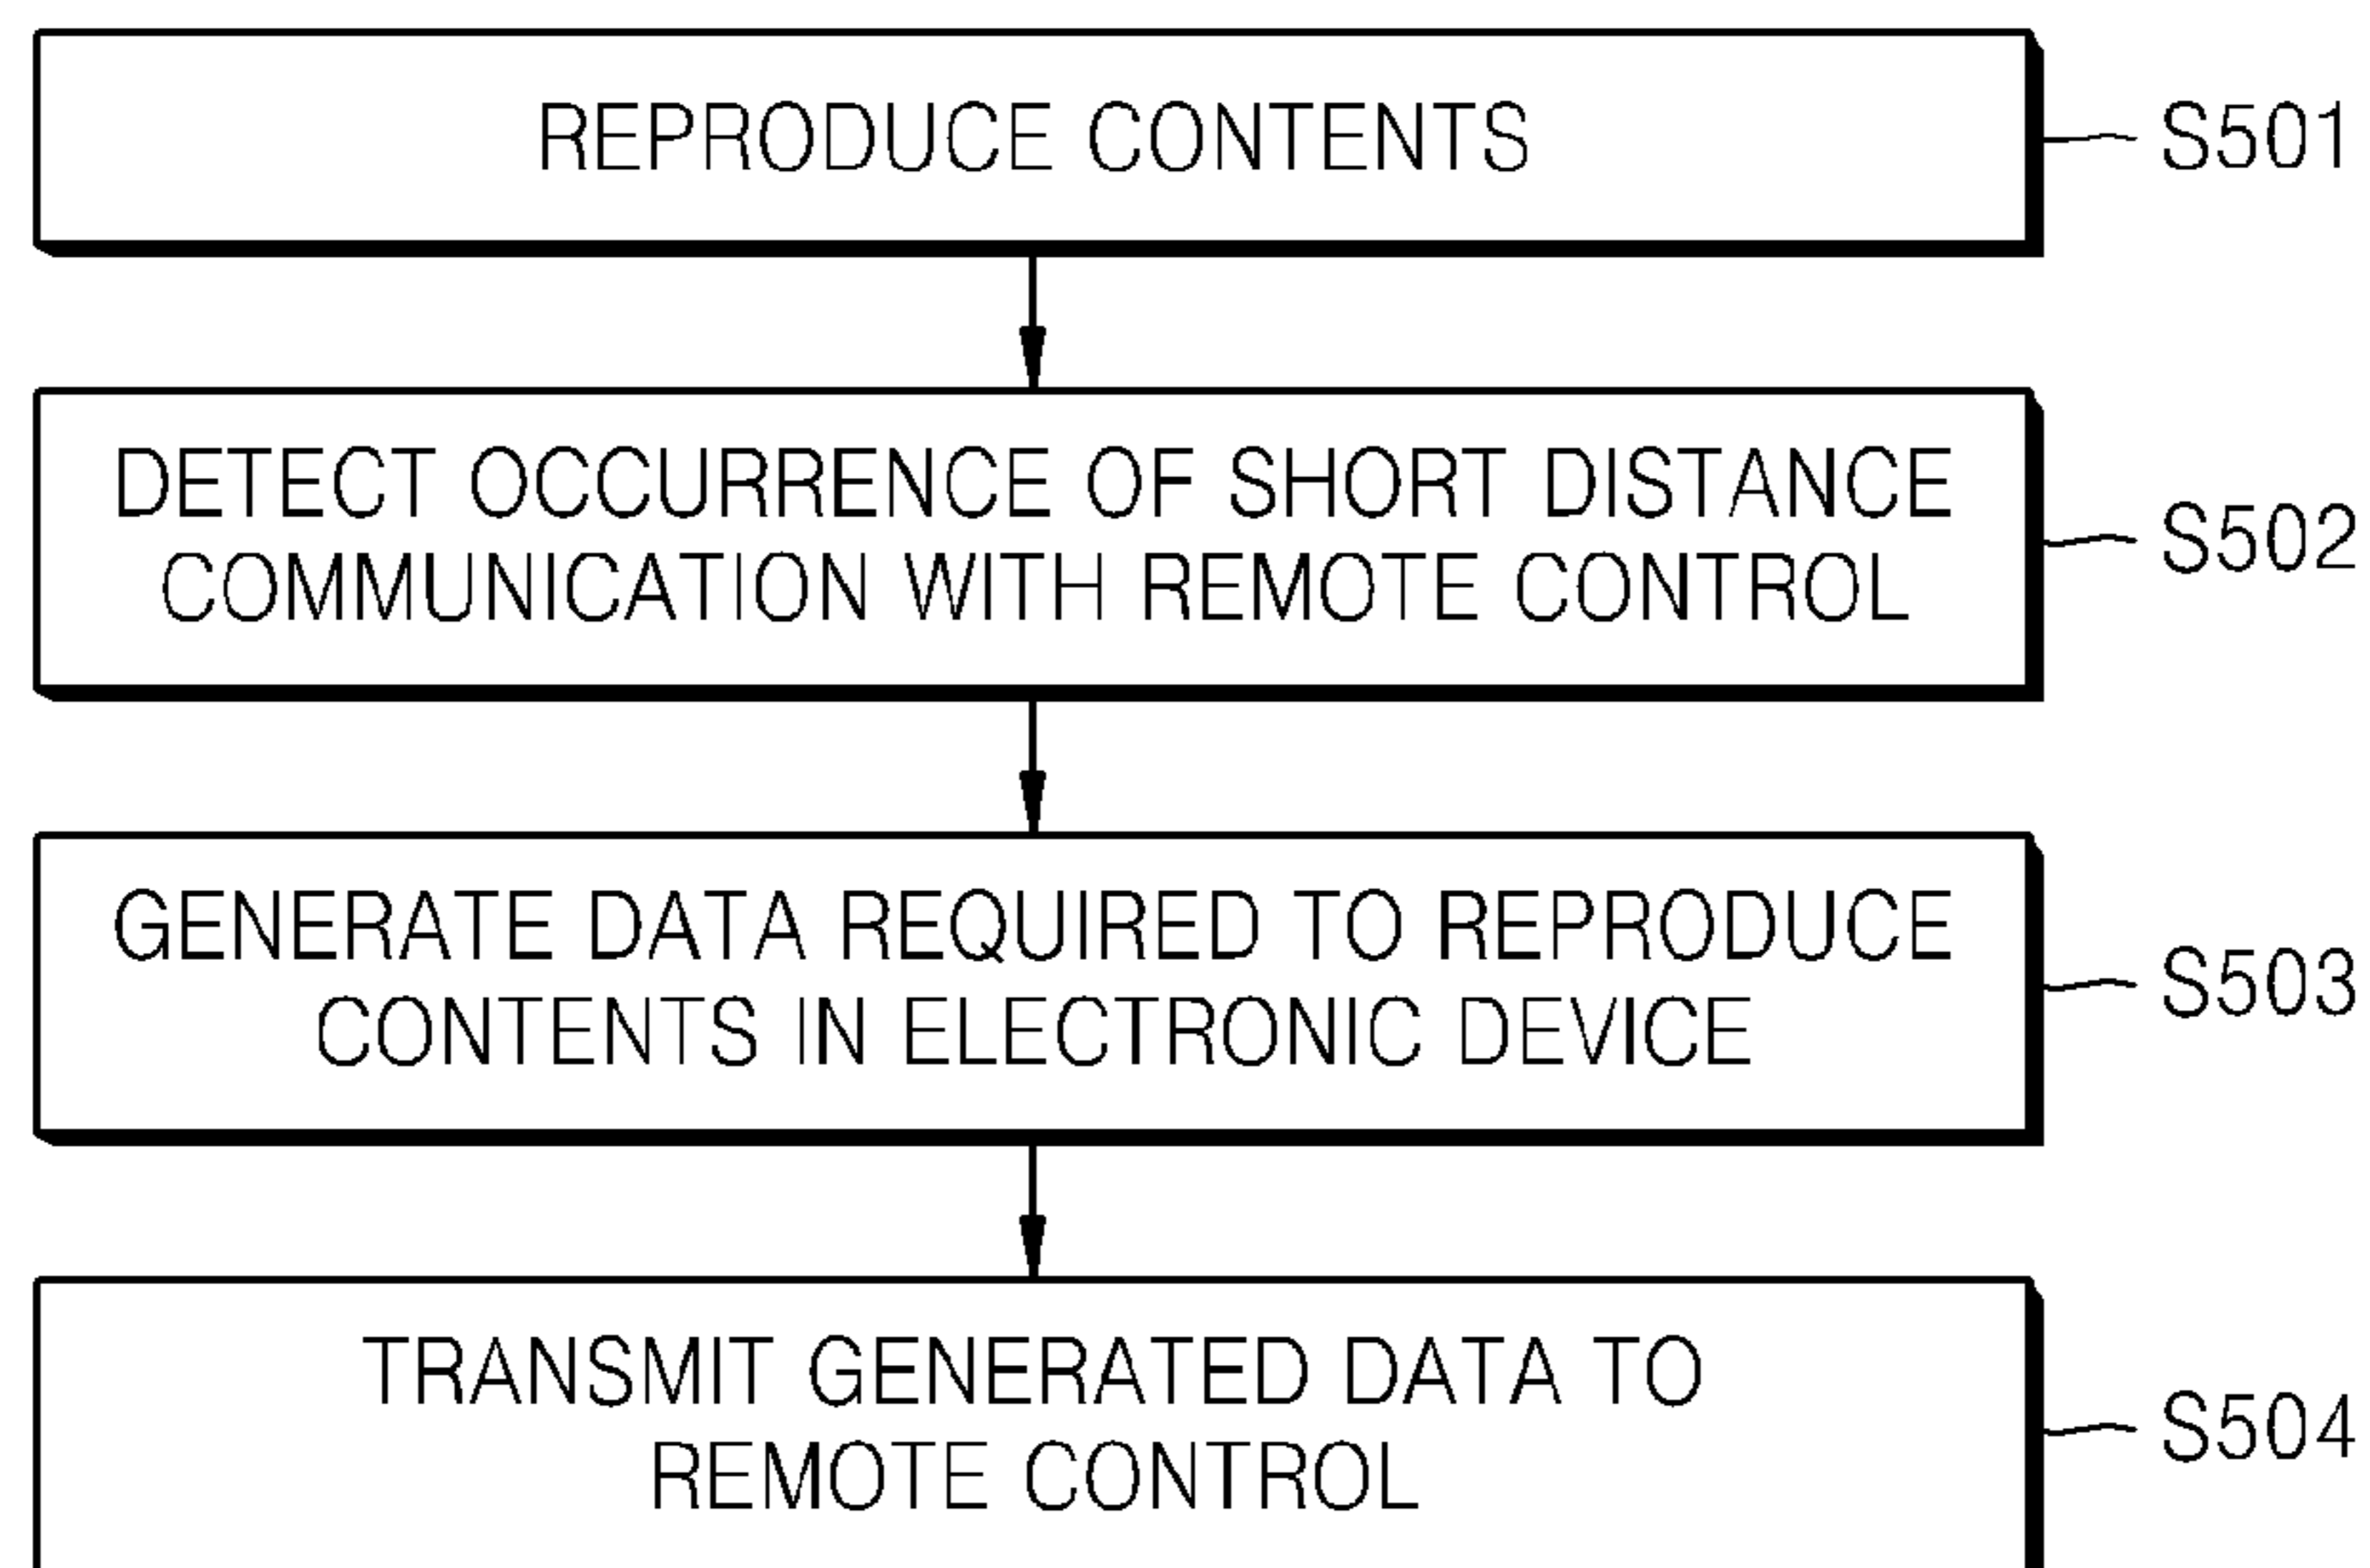 REPRODUCE CONTENTS
S501
DETECT OCCURRENCE OF SHORT DISTANCE
COMMUNICATION WITH REMOTE CONTROL
S502
GENERATE DATA REQUIRED TO REPRODUCE
CONTENTS IN ELECTRONIC DEVICE
S503
TRANSMIT GENERATED DATA TO
REMOTE CONTROL
S504